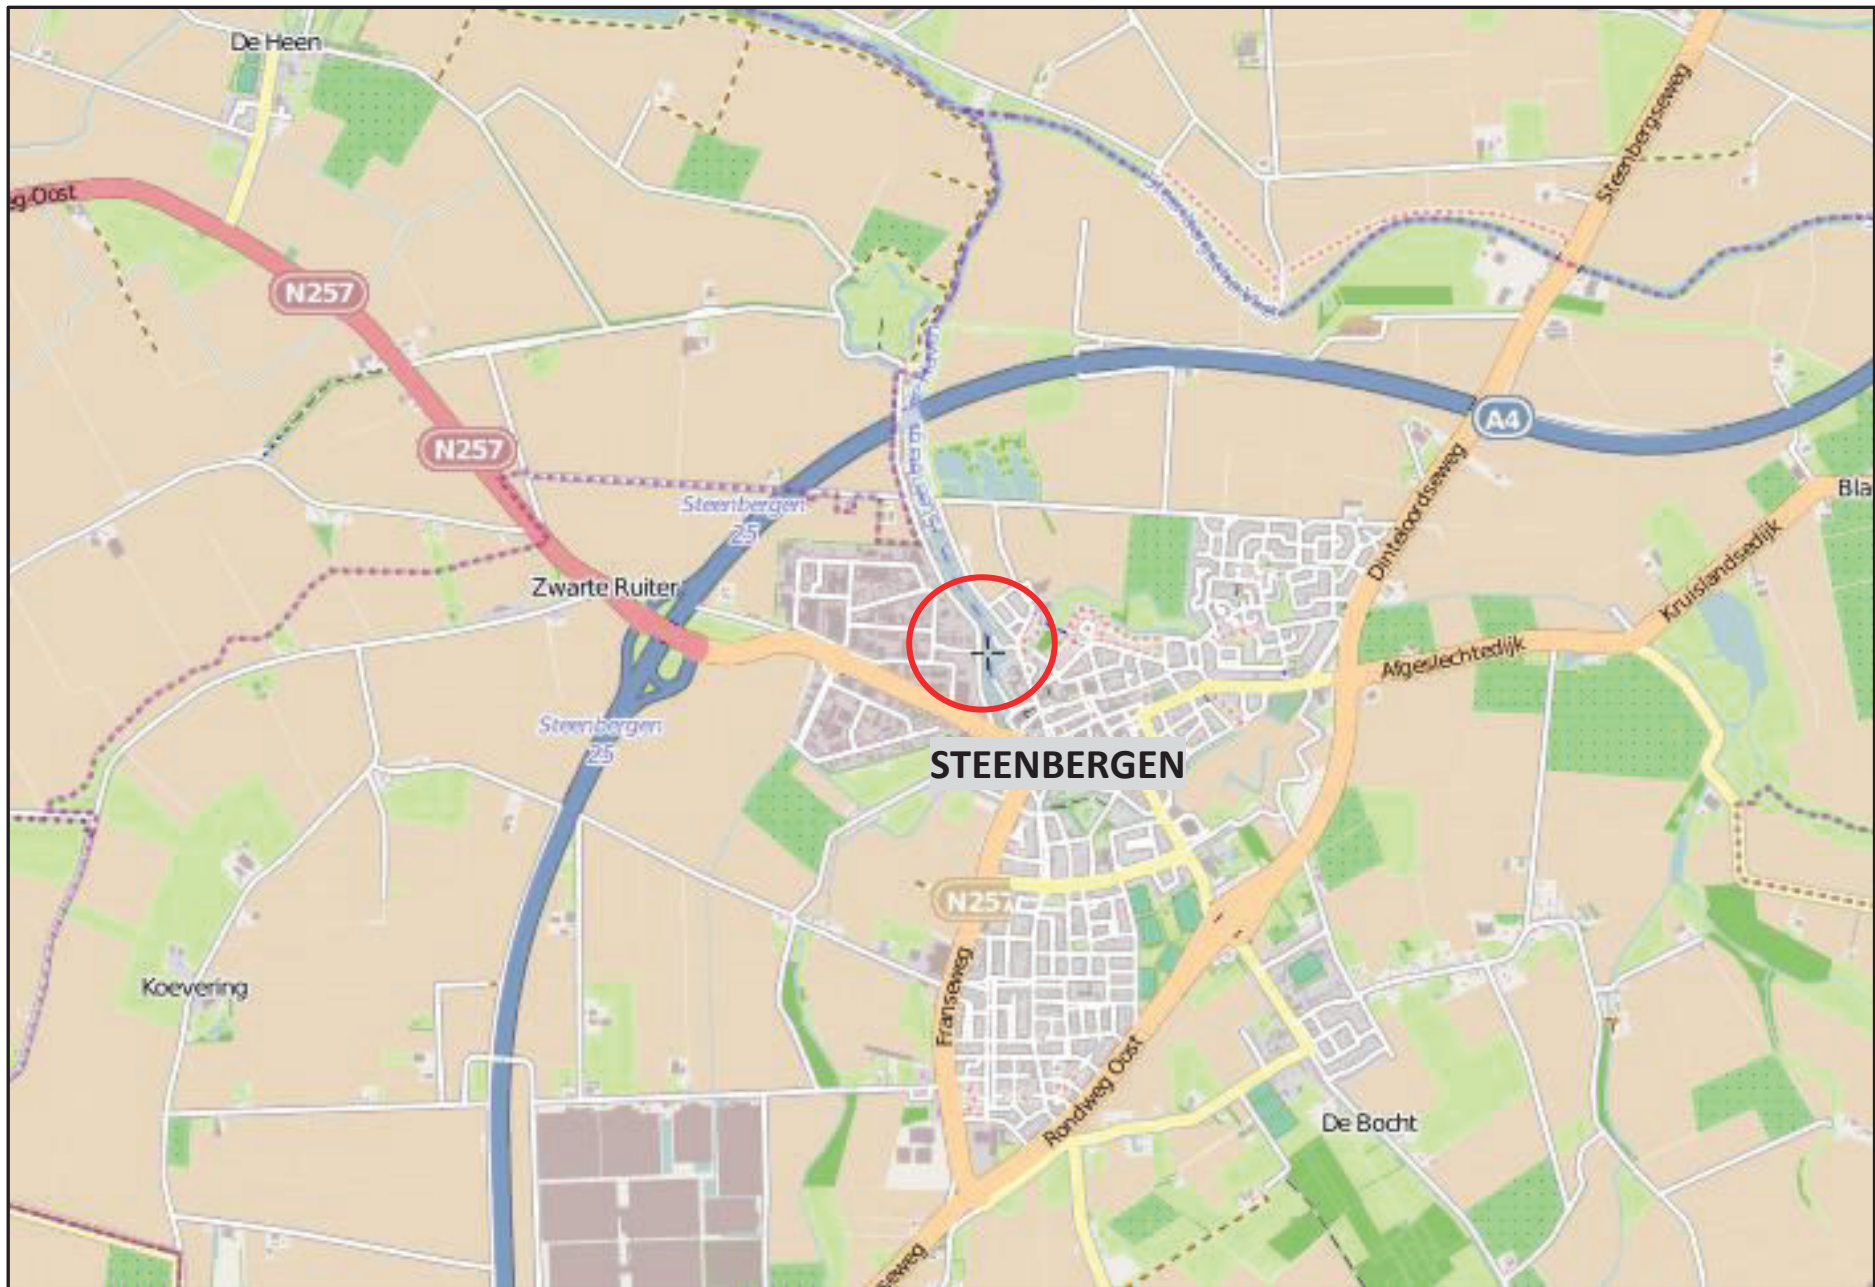 De Heen
Steenbergseweg
eg-Oost
N257
A4
N257
Steenbergen
25
Dinteloordseweg
Bla
Kruislandsedijk
Zwarte Ruiter
Afgeslechtedijk
Steenbergen
25
STEENBERGEN
N257
Franseweg
Koevering
Rondweg Oost
De Bocht
seweg